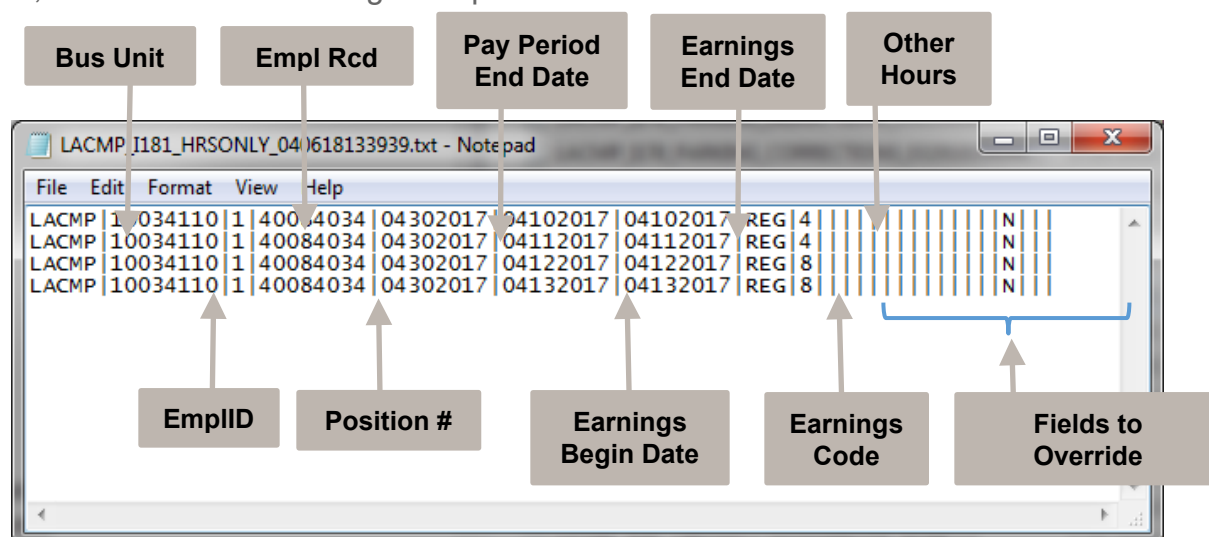 Bus Unit
Empl Rcd
Pay Period
End Date
Earnings
End Date
Other
Hours
LACMP_I181_HRSONLY_040618133939.txt - Notepad
File Edit Format View Help
LACMP|10034110|1|40084034|04302017|04102017|04102017|REG|4||||||||||||||N|||
LACMP|10034110|1|40084034|04302017|04112017|04112017|REG|4||||||||||||||N|||
LACMP|10034110|1|40084034|04302017|04122017|04122017|REG|8||||||||||||||N|||
LACMP|10034110|1|40084034|04302017|04132017|04132017|REG|8||||||||||||||N|||
EmplID
Position #
Earnings
Begin Date
Earnings
Code
Fields to
Override